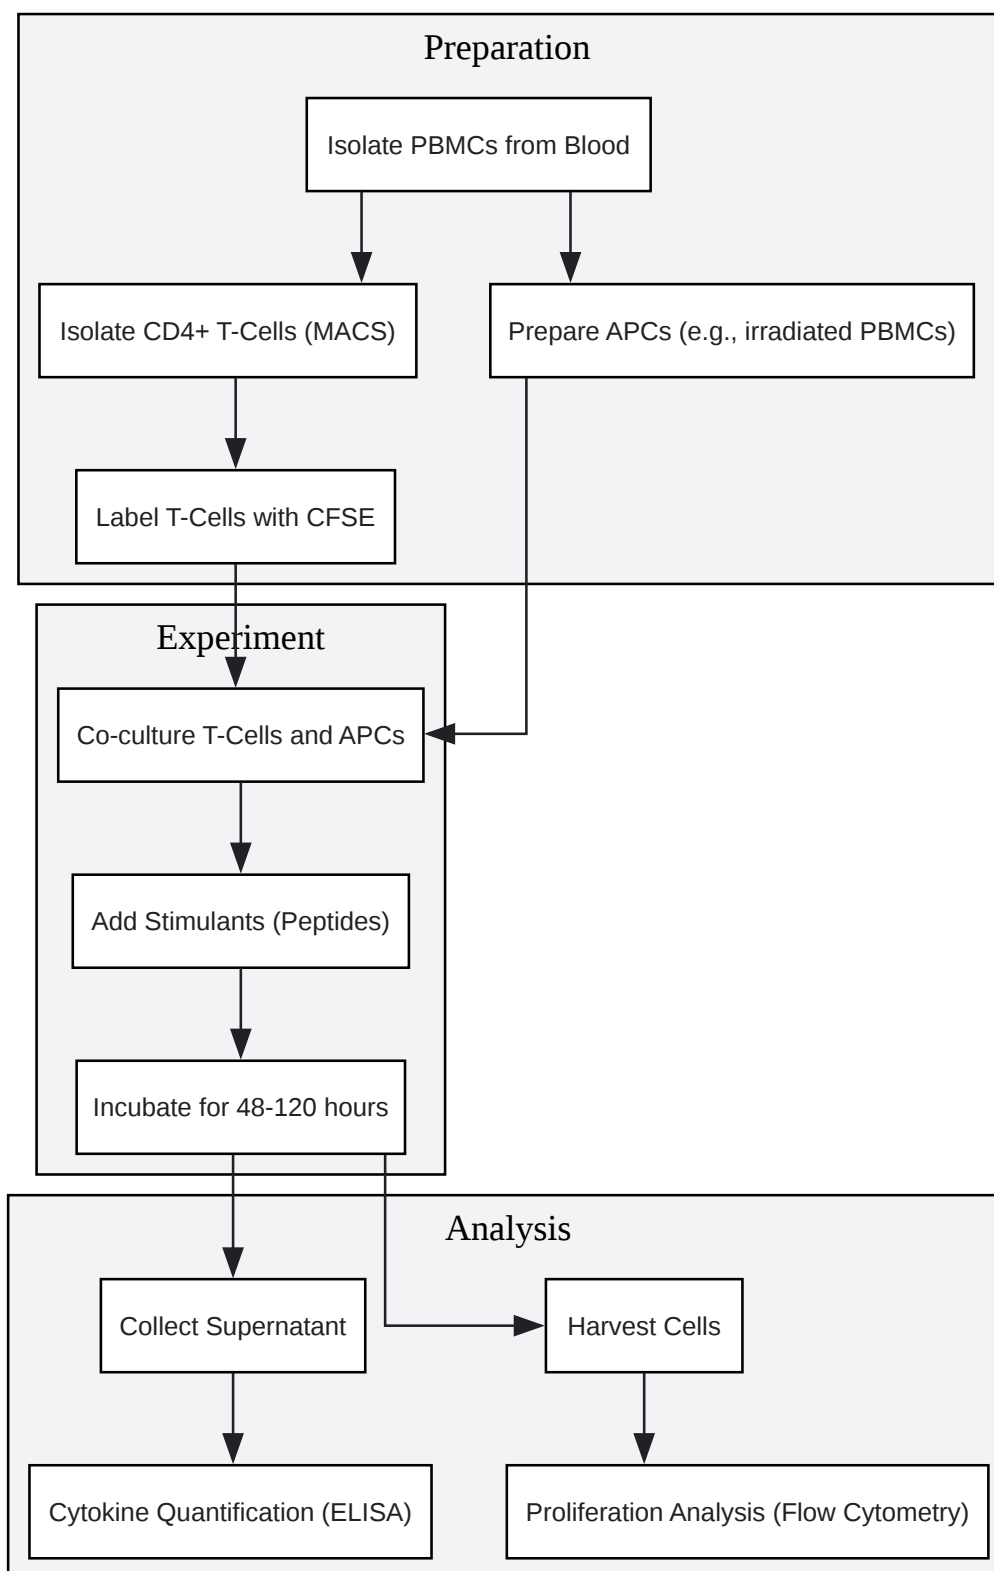 Preparation
Isolate PBMCs from Blood
Isolate CD4+ T-Cells (MACS)
Prepare APCs (e.g., irradiated PBMCs)
Label T-Cells with CFSE
Experiment
Co-culture T-Cells and APCs
Add Stimulants (Peptides)
Incubate for 48-120 hours
Analysis
Collect Supernatant
Harvest Cells
Cytokine Quantification (ELISA)
Proliferation Analysis (Flow Cytometry)